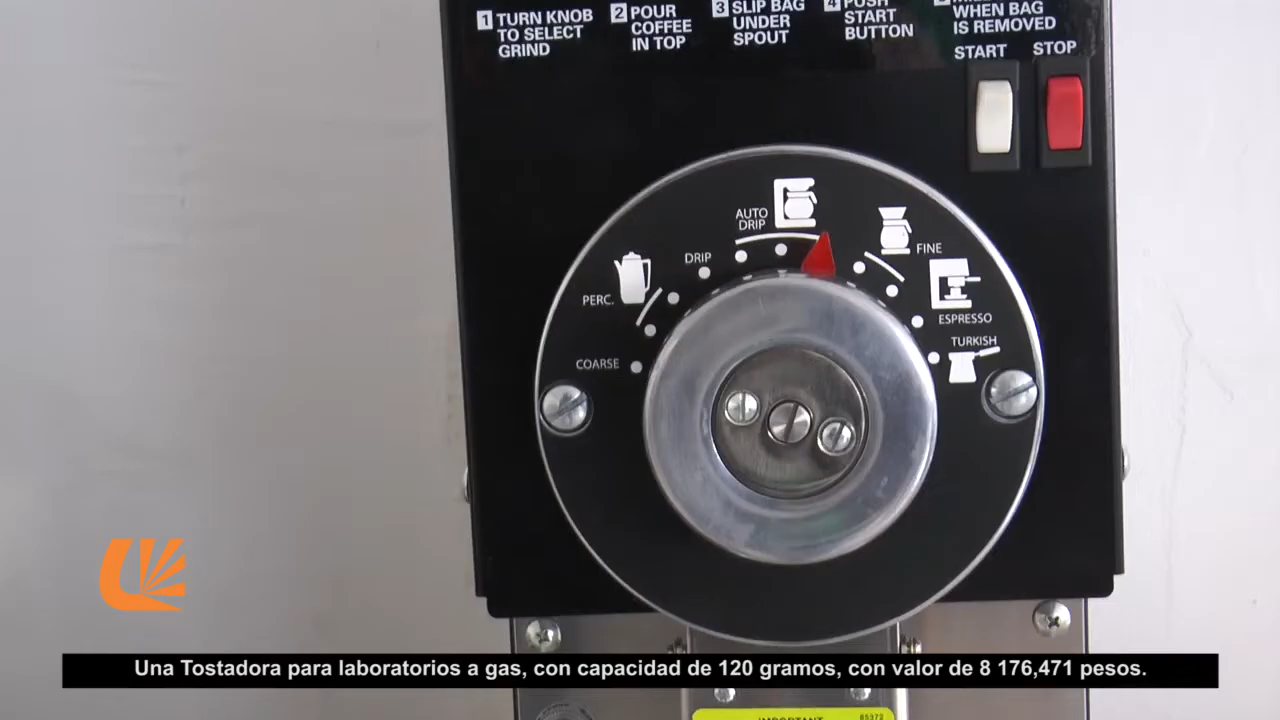 1 TURN KNOB
TO SELECT
GRIND
2 POUR
COFFEE
IN TOP
3 SLIP BAG
UNDER
SPOUT
4 PUSH
START
BUTTON
WHEN BAG
IS REMOVED
START
STOP
AUTO
DRIP
DRIP
PERC.
COARSE
FINE
ESPRESSO
TURKISH
Una Tostadora para laboratorios a gas, con capacidad de 120 gramos, con valor de 8 176,471 pesos.
IMPORTANT
85372